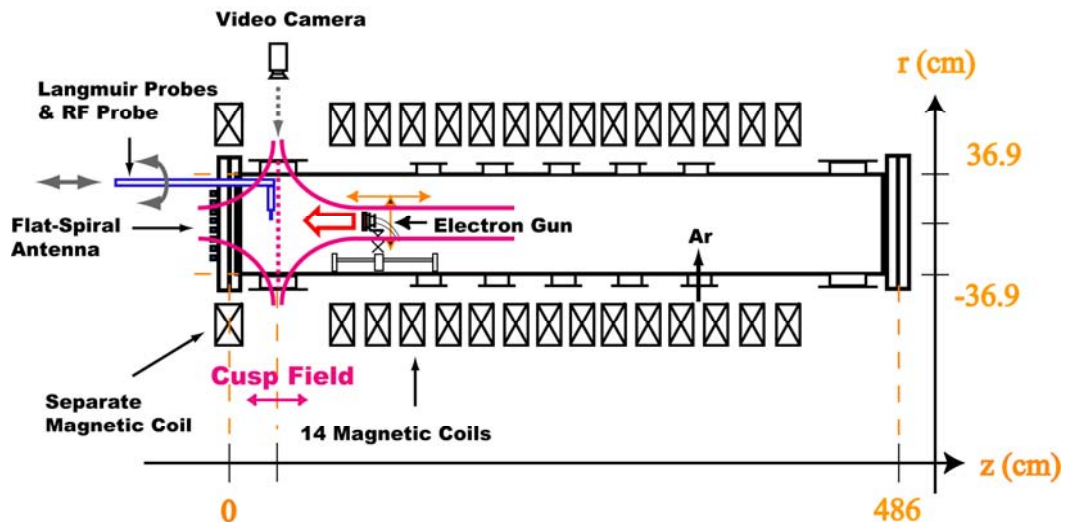 Video Camera
r (cm)
Langmuir Probes
& RF Probe
36.9
Flat-Spiral
Antenna
Electron Gun
Ar
-36.9
Cusp Field
Separate
Magnetic Coil
14 Magnetic Coils
z (cm)
0
486